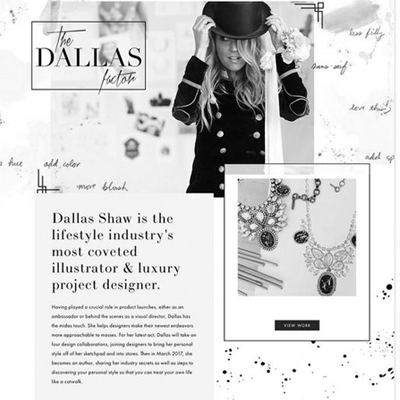 the
DALLAS
factor
less filly
sans serif
love this
hue
add color
more blush
add sp
Dallas Shaw is the
lifestyle industry's
most coveted
illustrator & luxury
project designer.
Having played a crucial role in product launches, either as an
ambassador or behind the scenes as a visual director, Dallas has
the midas touch. She helps designers make their newest endeavors
more approachable to masses. For her latest act, Dallas will take on
four design collaborations, joining designers to bring her personal
style off of her sketchpad and into stores. Then in March 2017, she
becomes an author, sharing her industry secrets as well as steps to
discovering your personal style so that you can treat your own life
like a catwalk.
VIEW WORK